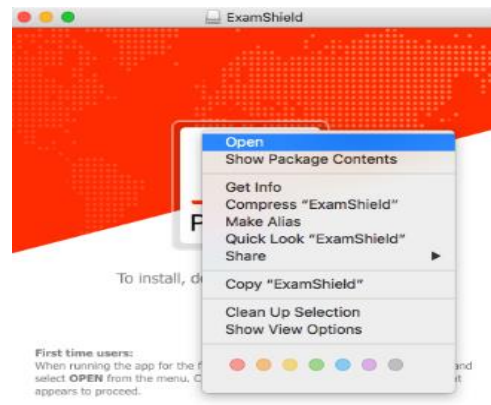 ExamShield
Open
Show Package Contents
Get Info
Compress "ExamShield"
Make Alias
Quick Look "ExamShield"
Share
Copy "ExamShield"
Clean Up Selection
Show View Options
P
To install, d
First time users:
When running the app for the f and
select OPEN from the menu. C t
appears to proceed.